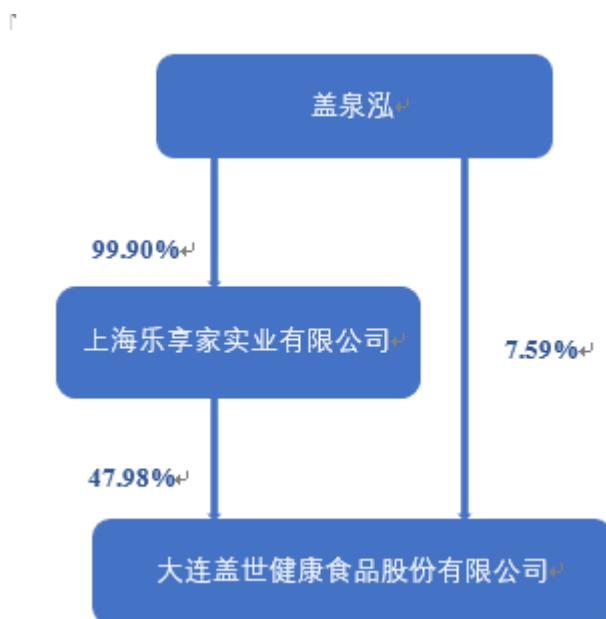 盖泉泓
99.90%
上海乐享家实业有限公司
7.59%
47.98%
大连盖世健康食品股份有限公司